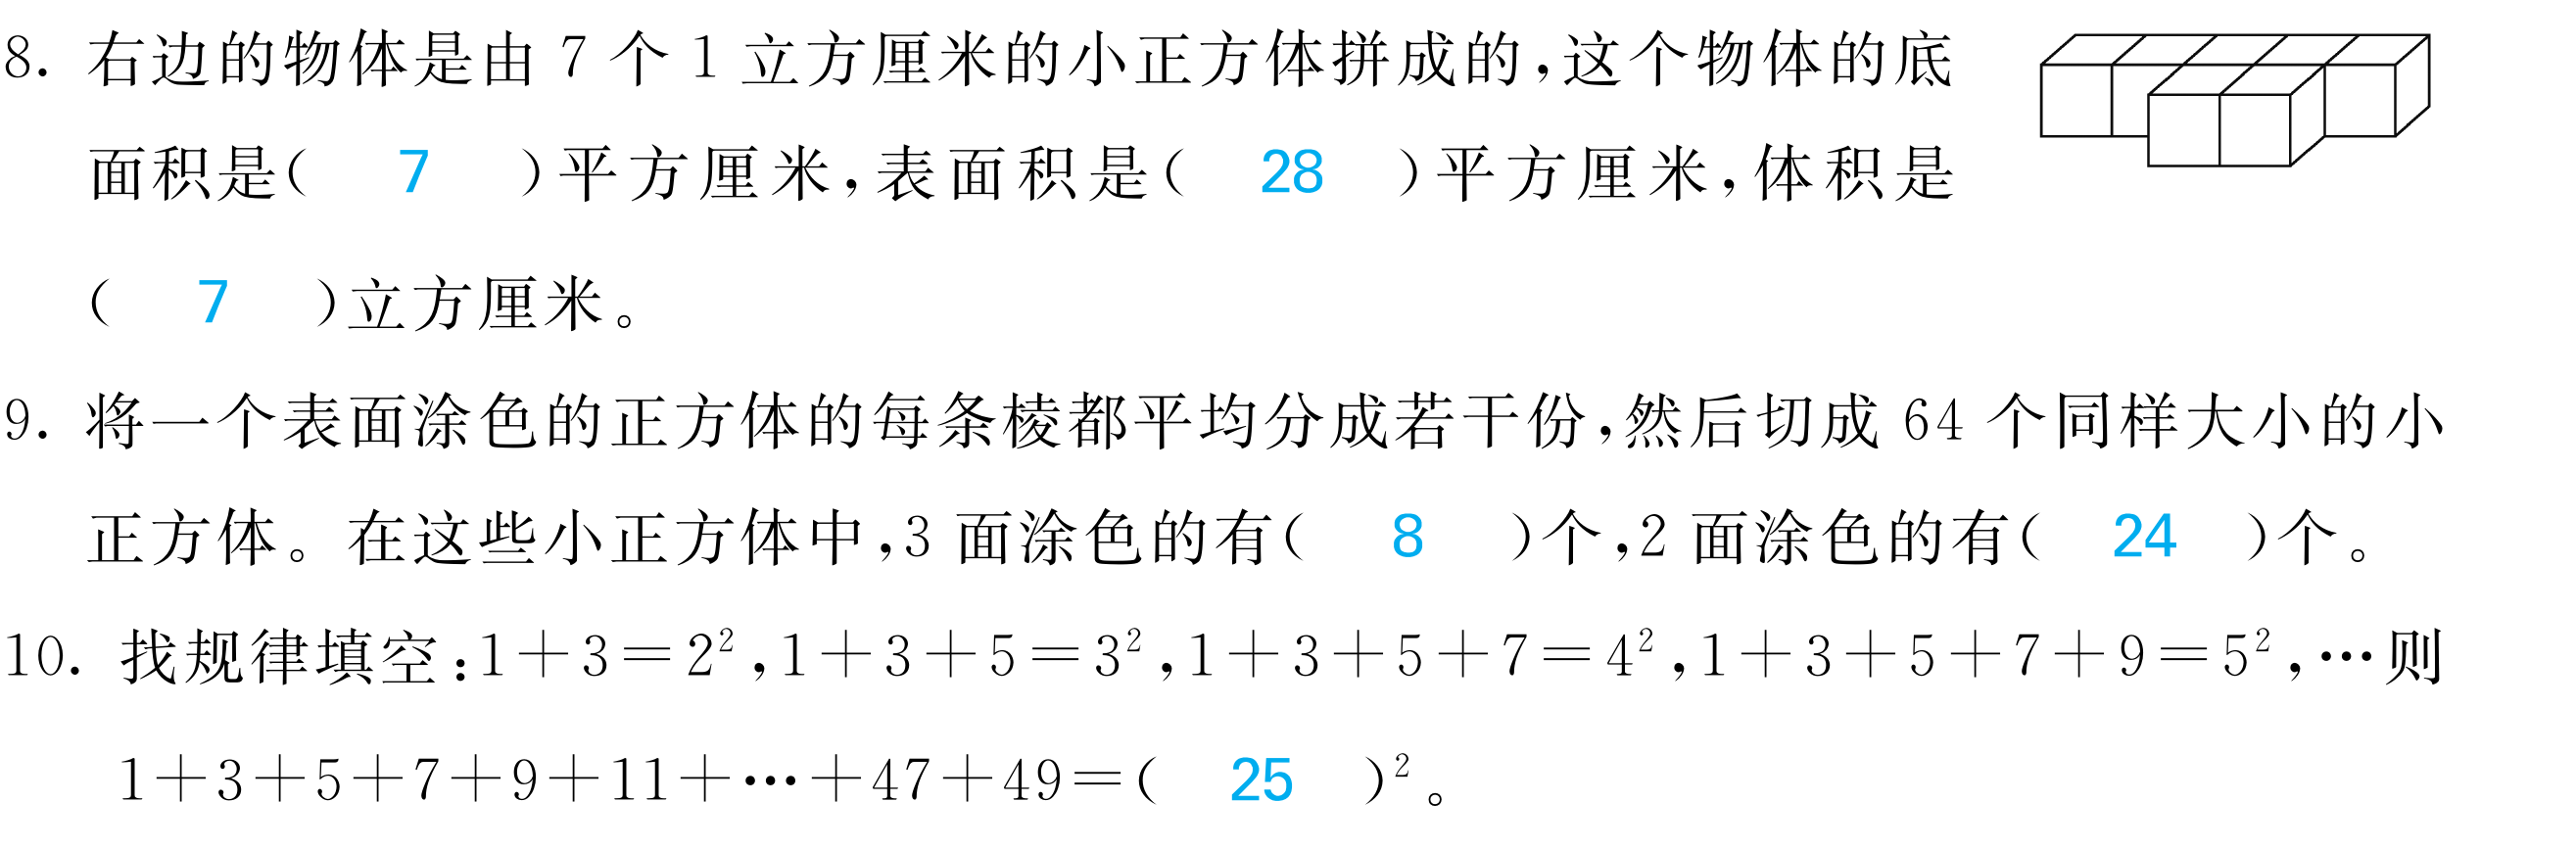 8. 右边的物体是由 7 个 1 立方厘米的小正方体拼成的,这个物体的底
面积是( 7 )平方厘米,表面积是( 28 )平方厘米,体积是
( 7 )立方厘米。
9. 将一个表面涂色的正方体的每条棱都平均分成若干份,然后切成 64 个同样大小的小
正方体。在这些小正方体中,3 面涂色的有( 8 )个,2 面涂色的有( 24 )个。
10. 找规律填空:1+3=2²,1+3+5=3²,1+3+5+7=4²,1+3+5+7+9=5²,…则
1+3+5+7+9+11+…+47+49=( 25 )²。